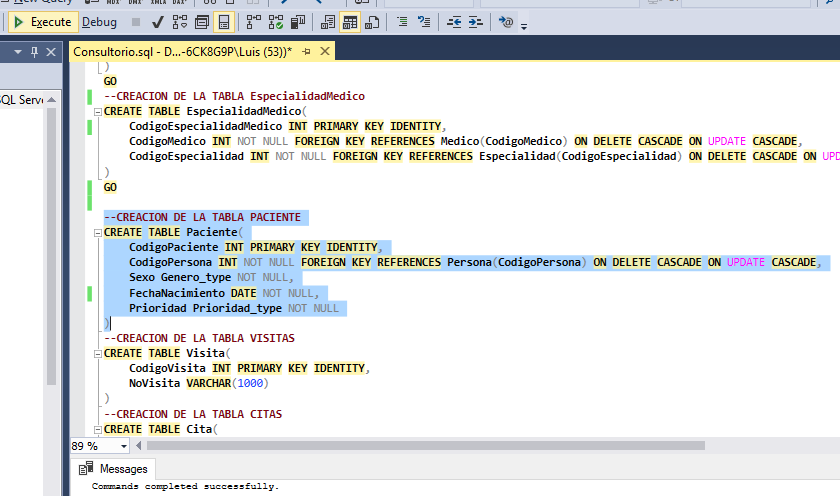 New Query
Execute Debug
Consultorio.sql - D...-6CK8G9P\Luis (53))*
SQL Serve
)
GO
--CREACION DE LA TABLA EspecialidadMedico
CREATE TABLE EspecialidadMedico(
CodigoEspecialidadMedico INT PRIMARY KEY IDENTITY,
CodigoMedico INT NOT NULL FOREIGN KEY REFERENCES Medico(CodigoMedico) ON DELETE CASCADE ON UPDATE CASCADE,
CodigoEspecialidad INT NOT NULL FOREIGN KEY REFERENCES Especialidad(CodigoEspecialidad) ON DELETE CASCADE ON UPD
)
GO
--CREACION DE LA TABLA PACIENTE
CREATE TABLE Paciente(
CodigoPaciente INT PRIMARY KEY IDENTITY,
CodigoPersona INT NOT NULL FOREIGN KEY REFERENCES Persona(CodigoPersona) ON DELETE CASCADE ON UPDATE CASCADE,
Sexo Genero_type NOT NULL,
FechaNacimiento DATE NOT NULL,
Prioridad Prioridad_type NOT NULL
)
--CREACION DE LA TABLA VISITAS
CREATE TABLE Visita(
CodigoVisita INT PRIMARY KEY IDENTITY,
NoVisita VARCHAR(1000)
)
--CREACION DE LA TABLA CITAS
CREATE TABLE Cita(
89 %
Messages
Commands completed successfully.